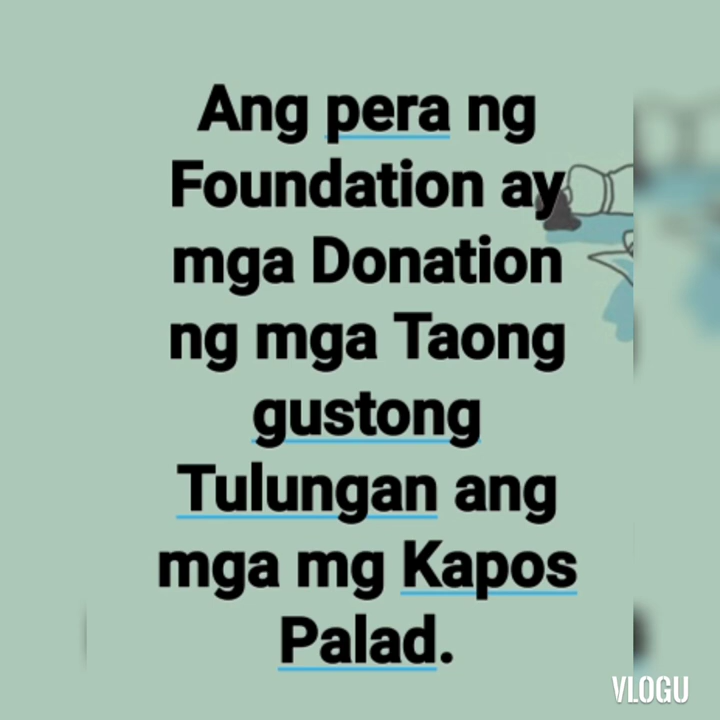 Ang pera ng
Foundation ay
mga Donation
ng mga Taong
gustong
Tulungan ang
mga mg Kapos
Palad.
VLOGU